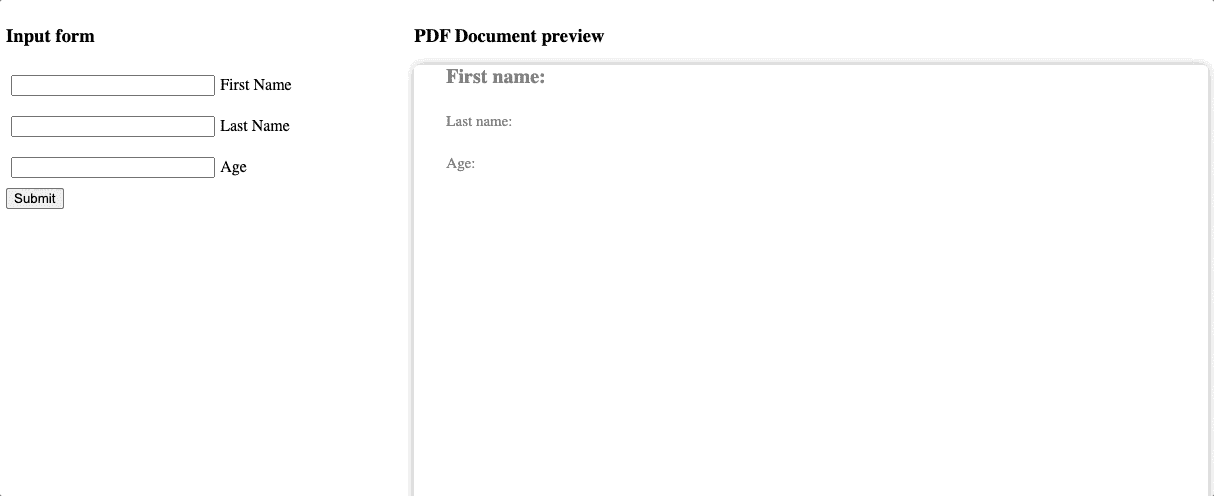 Input form
First Name
Last Name
Age
Submit
PDF Document preview
First name:
Last name:
Age: